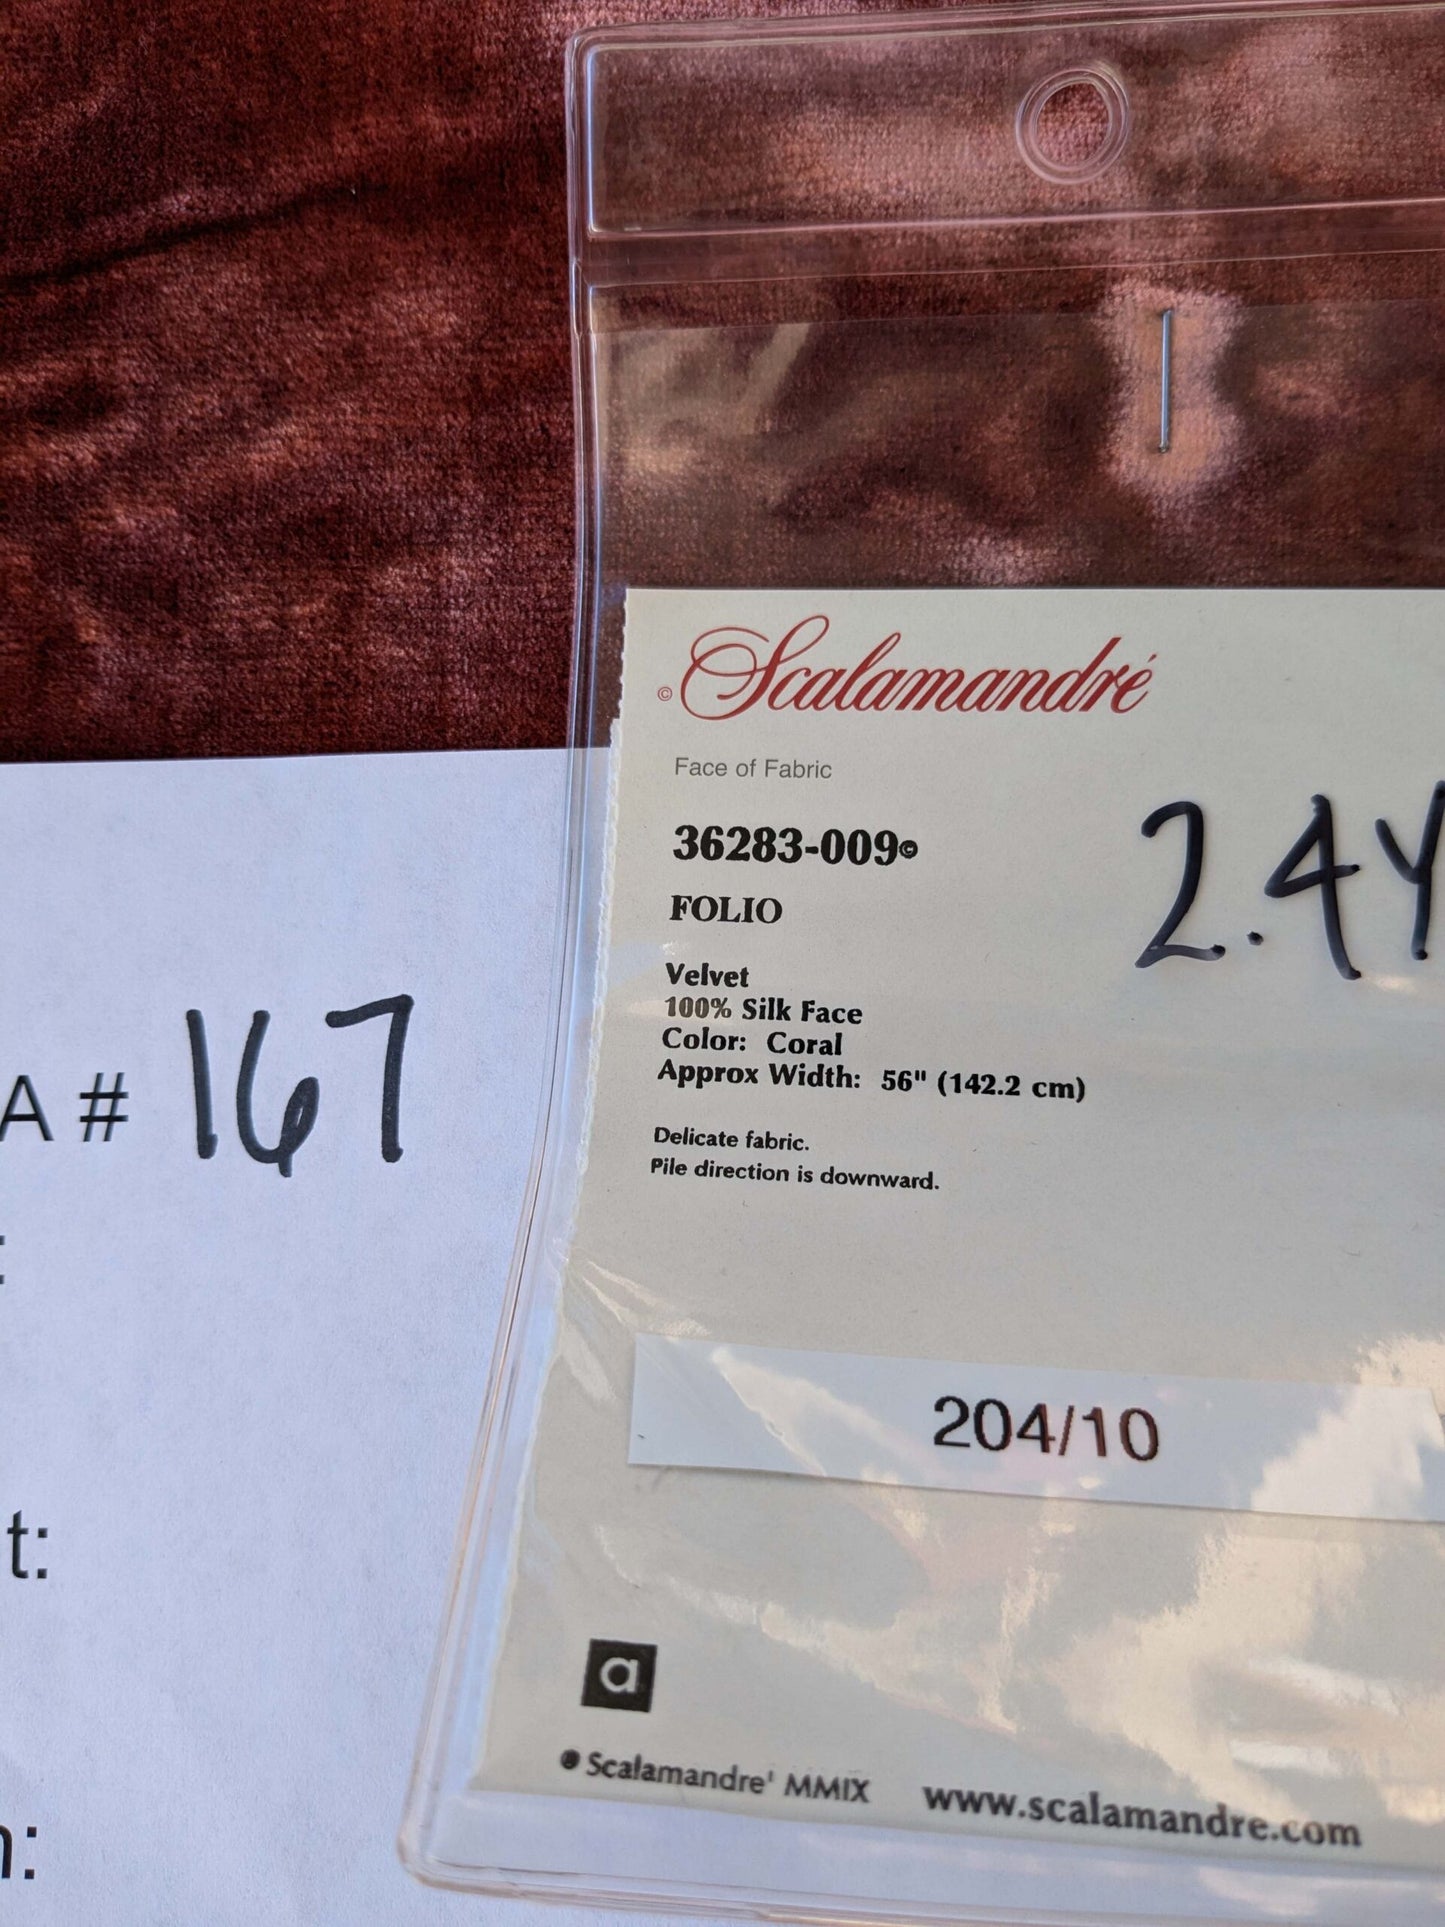 © Scalamandré
Face of Fabric
36283-009©
FOLIO
2.4Y
Velvet
100% Silk Face
Color: Coral
Approx Width: 56" (142.2 cm)
Delicate fabric.
Pile direction is downward.
A # 167
:
t:
:
204/10
a
Scalamandre' MMIX www.scalamandre.com